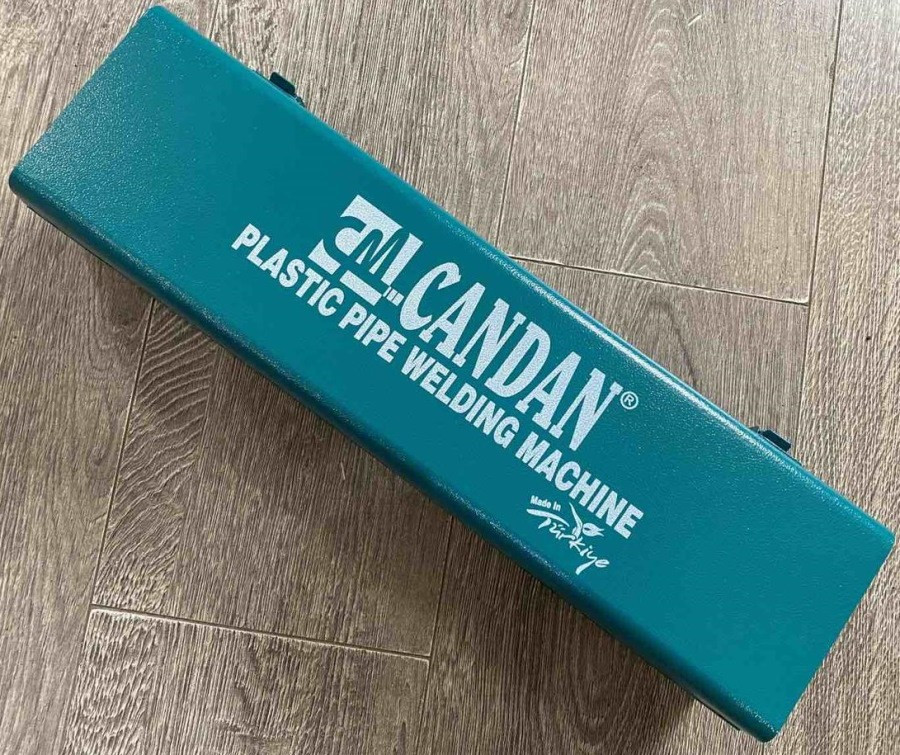 CANDAN®
PLASTIC PIPE WELDING MACHINE
Made In
Türkiye